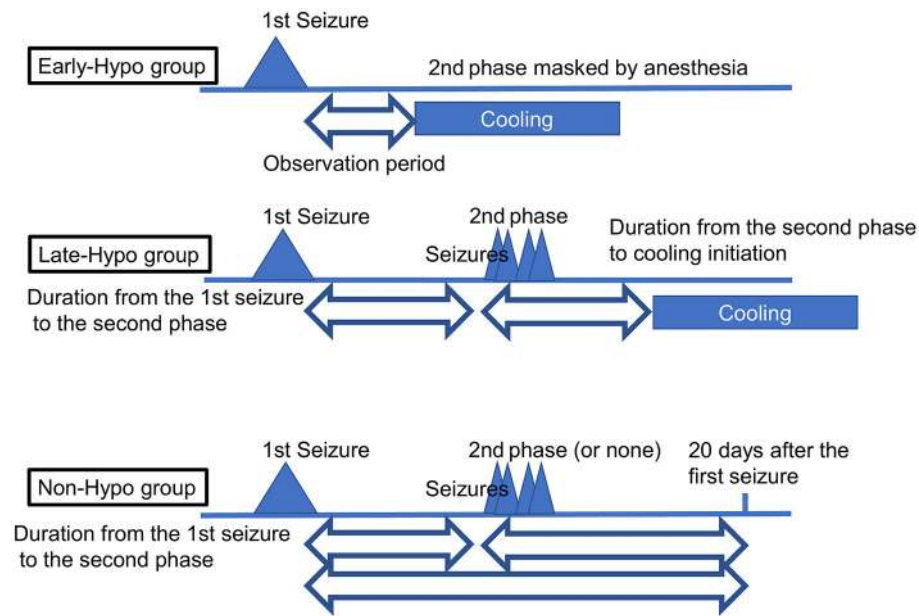 1st Seizure
Early-Hypo group
2nd phase masked by anesthesia
Cooling
Observation period
1st Seizure
2nd phase
Seizures
Duration from the second phase
to cooling initiation
Late-Hypo group
Duration from the 1st seizure
to the second phase
Cooling
1st Seizure
2nd phase (or none)
Seizures
20 days after the
first seizure
Non-Hypo group
Duration from the 1st seizure
to the second phase